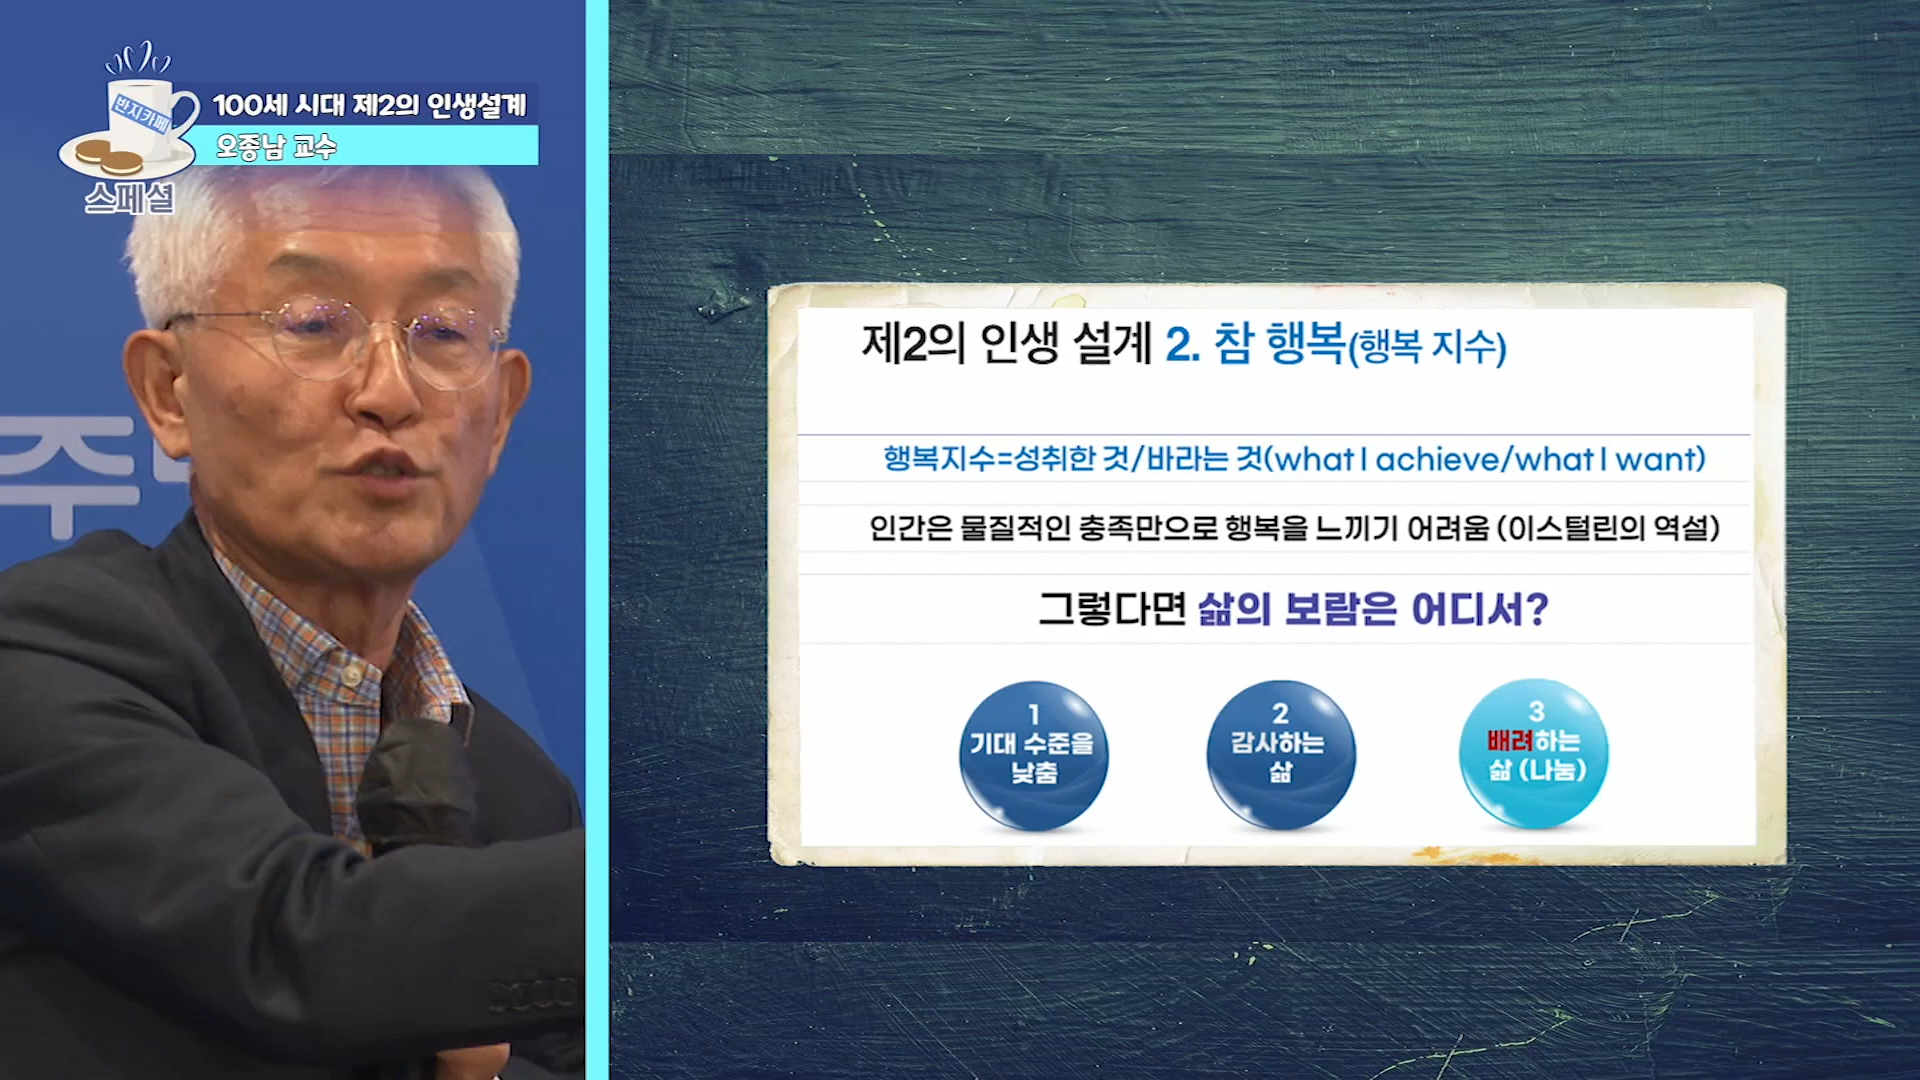 반지카페
스페셜
100세 시대 제2의 인생설계
오종남 교수
주
제2의 인생 설계 2. 참 행복(행복 지수)
행복지수=성취한 것/바라는 것(what I achieve/what I want)
인간은 물질적인 충족만으로 행복을 느끼기 어려움 (이스털린의 역설)
그렇다면 삶의 보람은 어디서?
1
기대 수준을
낮춤
2
감사하는
삶
3
배려하는
삶 (나눔)